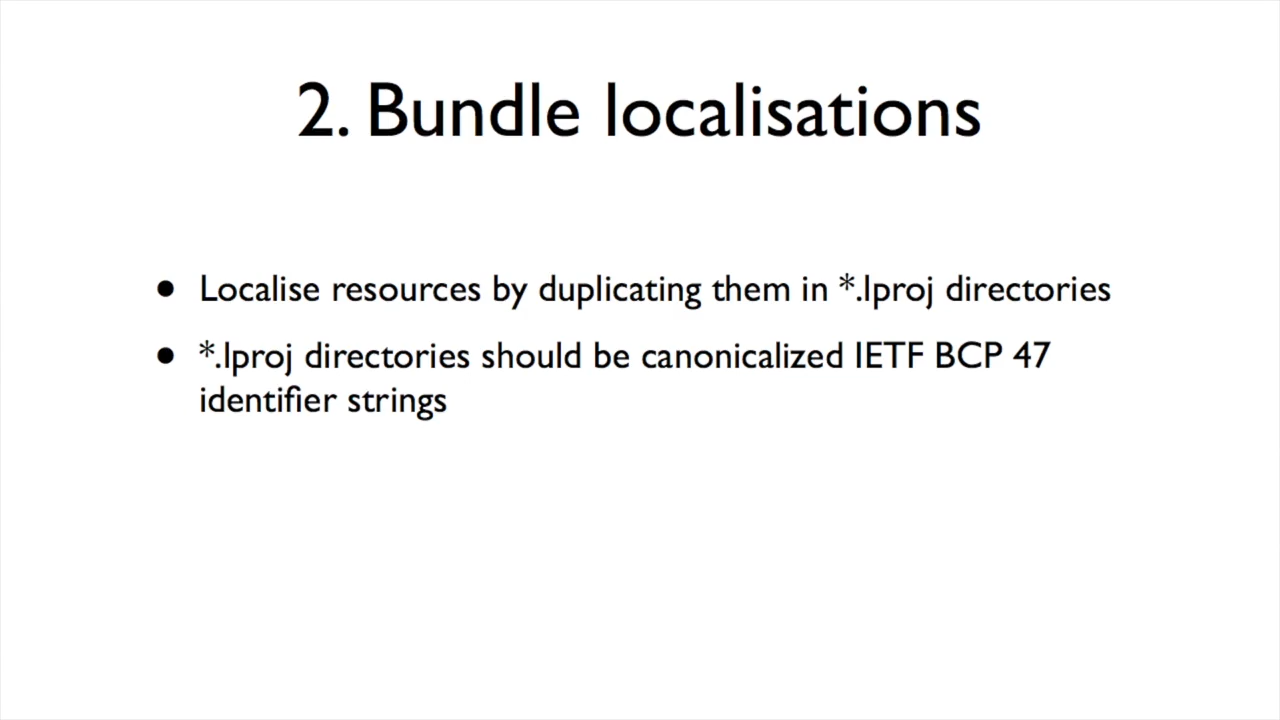 2. Bundle localisations
• Localise resources by duplicating them in *.lproj directories
• *.lproj directories should be canonicalized IETF BCP 47
identifier strings